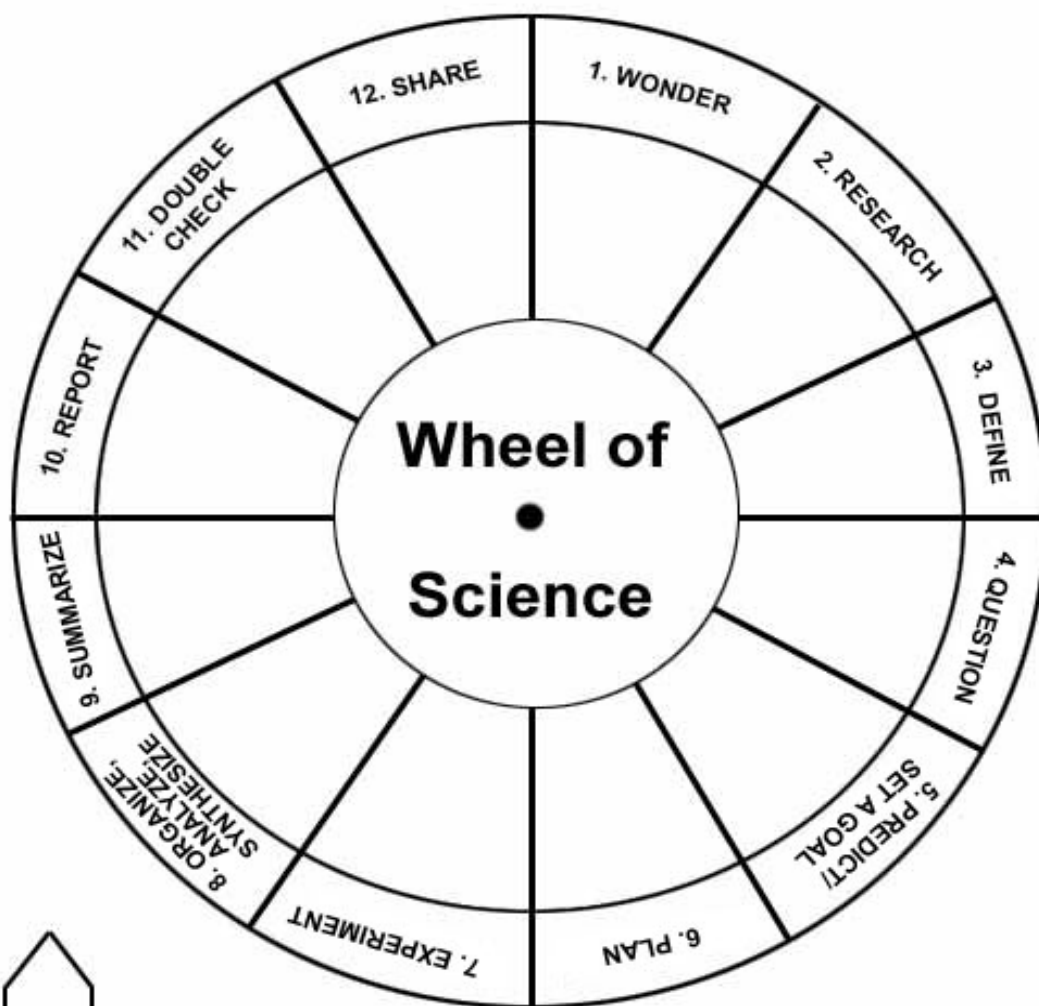 1. WONDER
2. RESEARCH
3. DEFINE
4. QUESTION
5. PREDICT/
SET A GOAL
6. PLAN
7. EXPERIMENT
8. ORGANIZE,
ANALYZE,
SYNTHESIZE
9. SUMMARIZE
10. REPORT
11. DOUBLE
CHECK
12. SHARE
Wheel of
Science